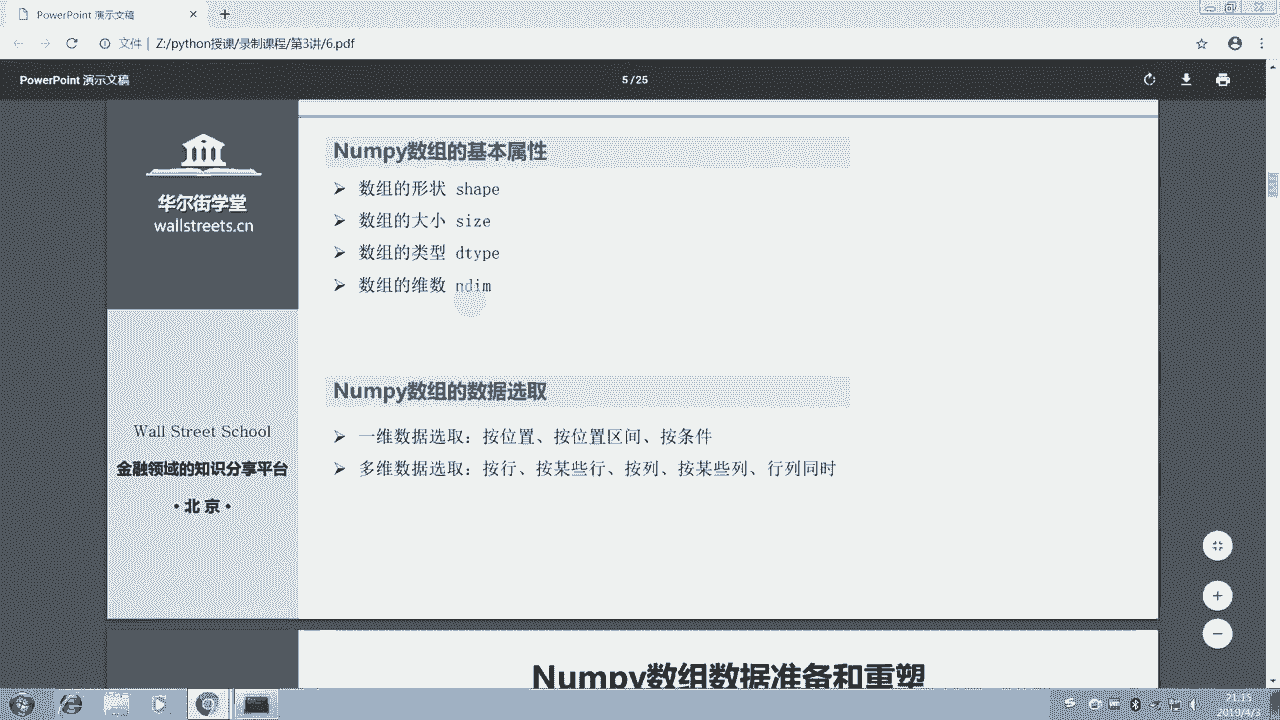 PowerPoint 演示文稿
文件 | Z:/python授课/录制课程/第3讲/6.pdf
PowerPoint 演示文稿
5 / 25
华尔街学堂
wallstreets.cn
Wall Street School
金融领域的知识分享平台
• 北 京 •
Numpy数组的基本属性
➢ 数组的形状 shape
➢ 数组的大小 size
➢ 数组的类型 dtype
➢ 数组的维数 ndim
Numpy数组的数据选取
➢ 一维数据选取：按位置、按位置区间、按条件
➢ 多维数据选取：按行、按某些行、按列、按某些列、行列同时
Numpy数组数据准备和重塑